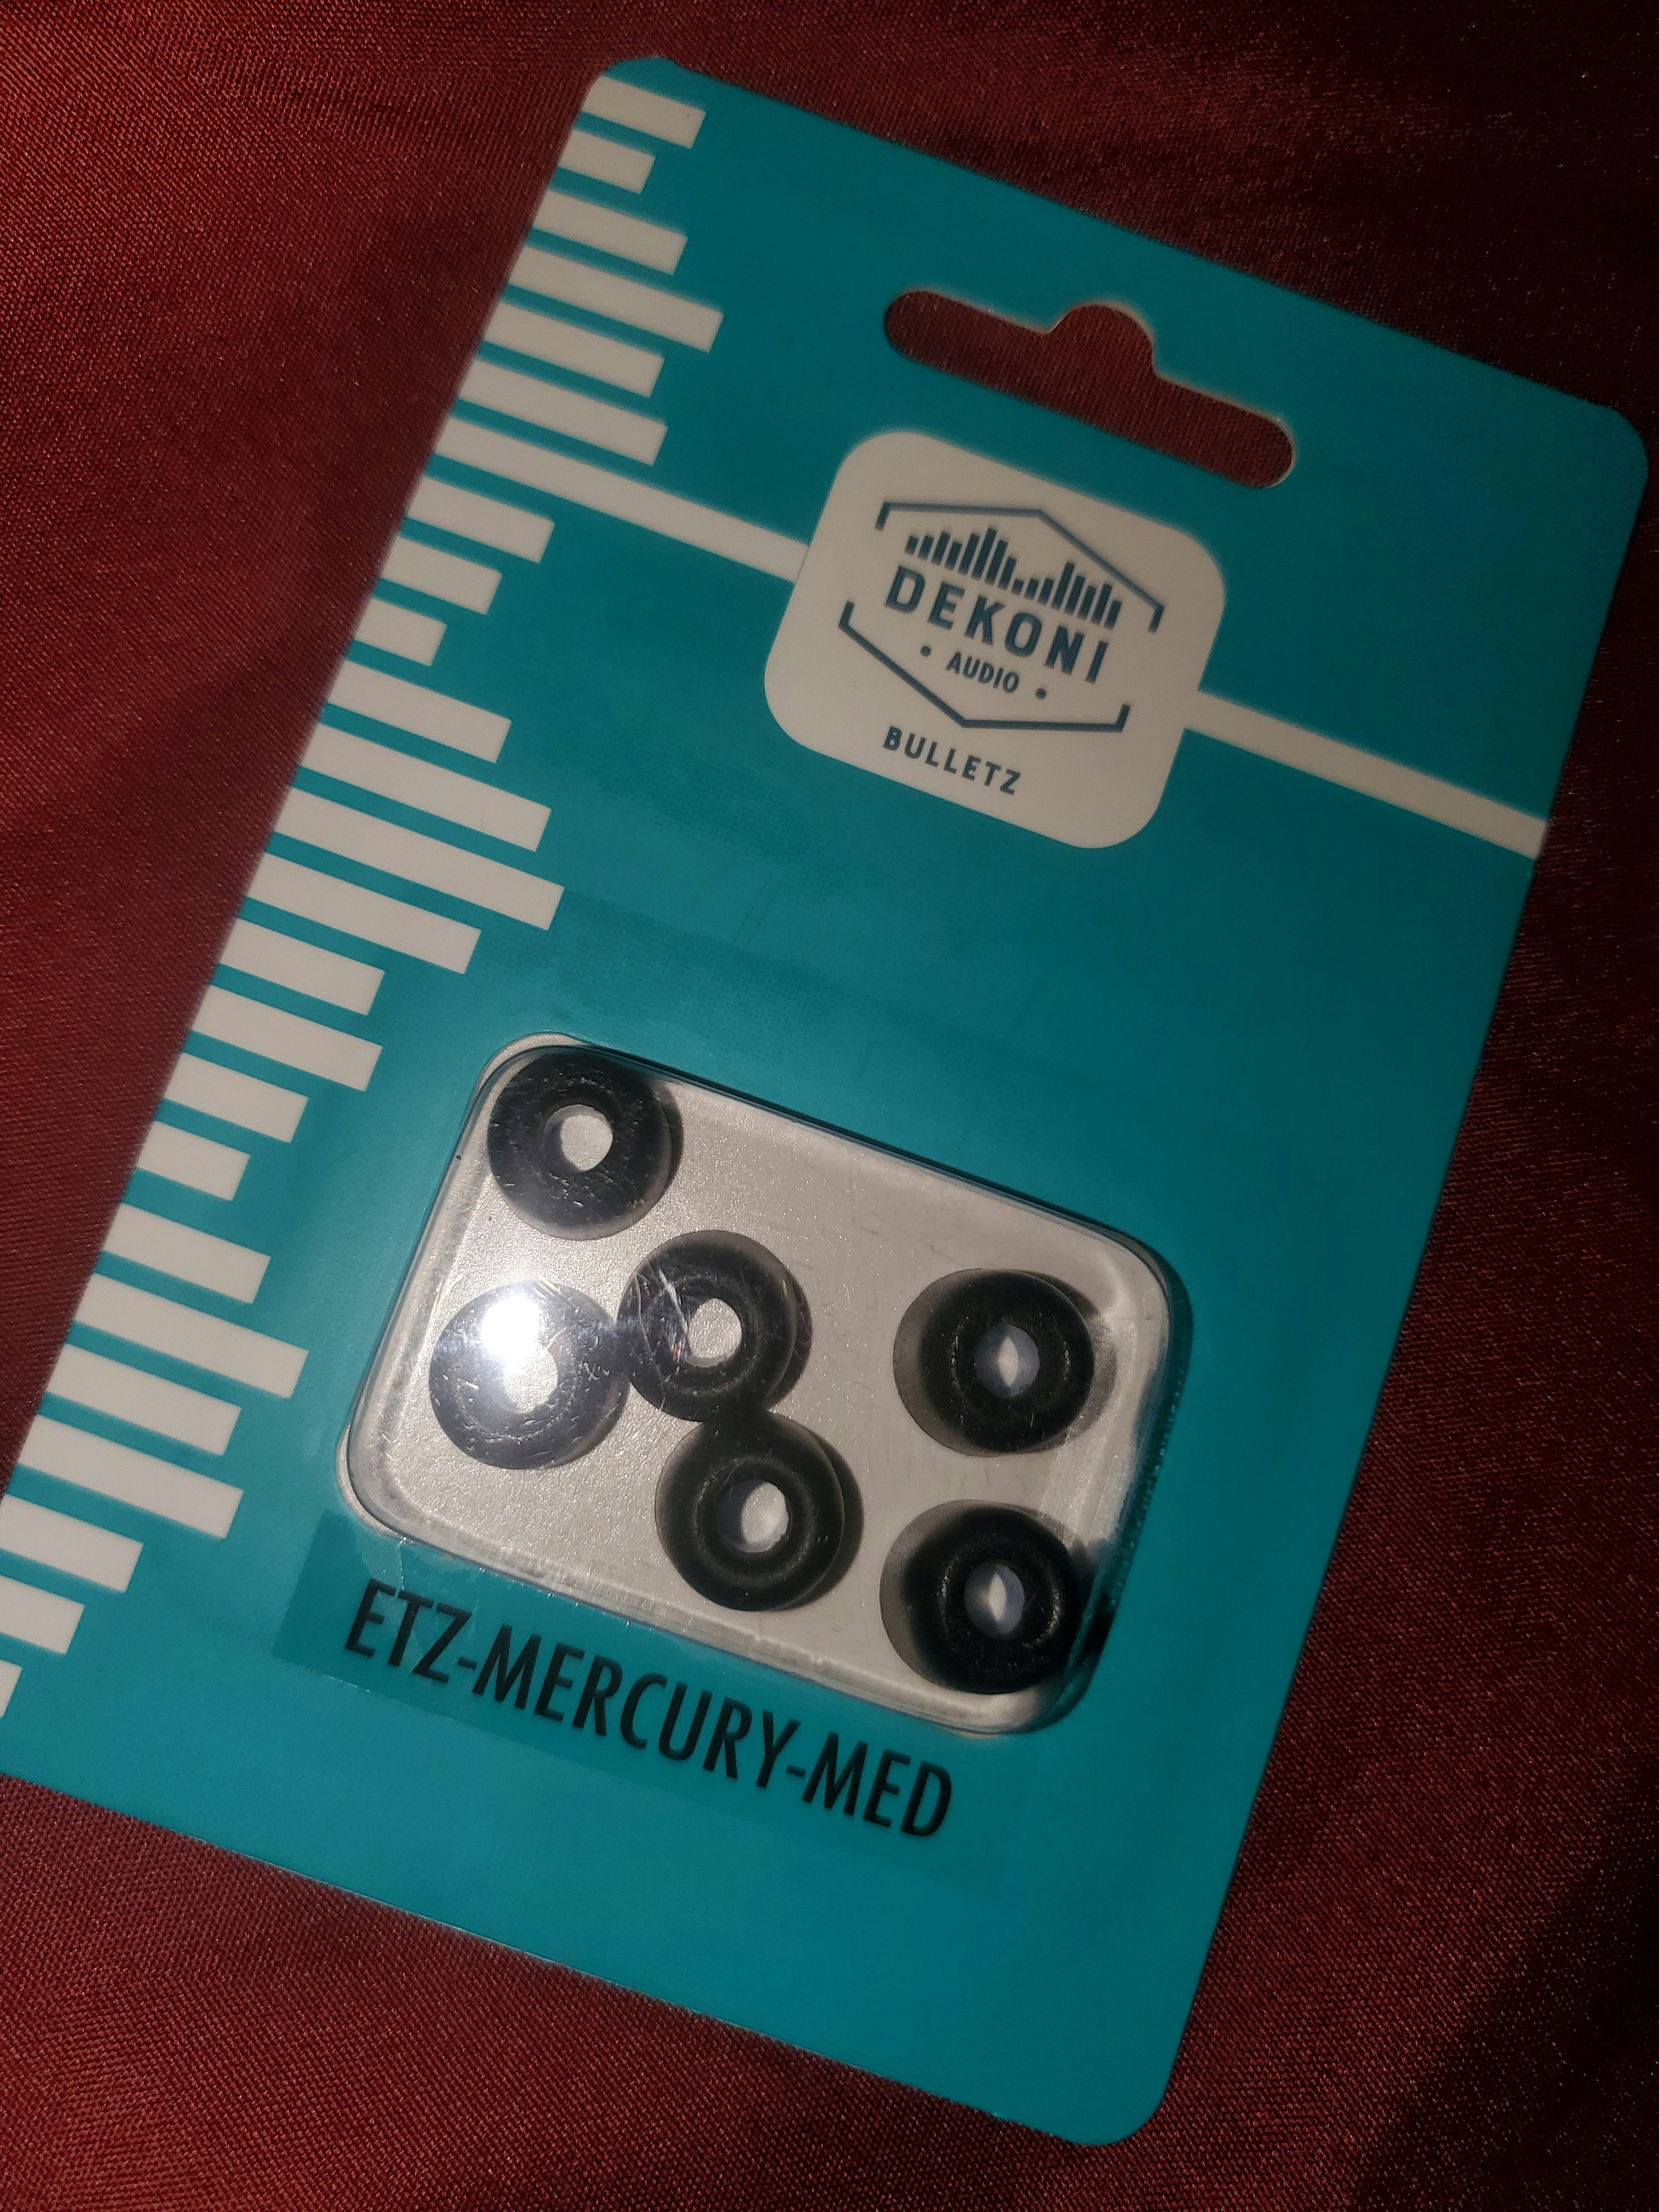 DEKONI
• AUDIO •
BULLETZ
ETZ-MERCURY-MED